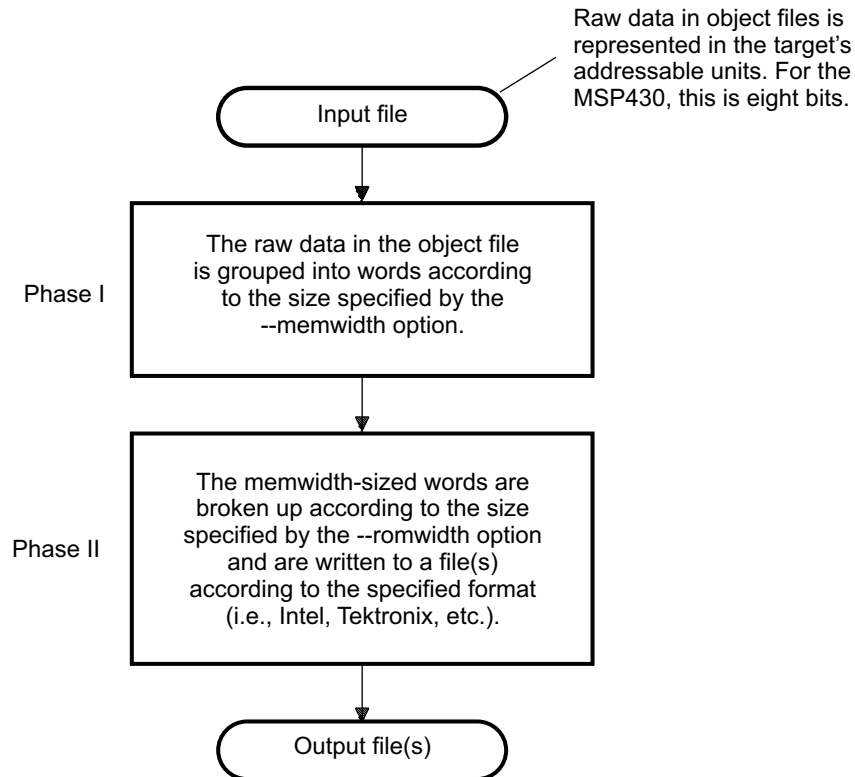 Raw data in object files is
represented in the target’s
addressable units. For the
MSP430, this is eight bits.
Input file
Phase I
The raw data in the object file
is grouped into words according
to the size specified by the
--memwidth option.
Phase II
The memwidth-sized words are
broken up according to the size
specified by the --romwidth option
and are written to a file(s)
according to the specified format
(i.e., Intel, Tektronix, etc.).
Output file(s)